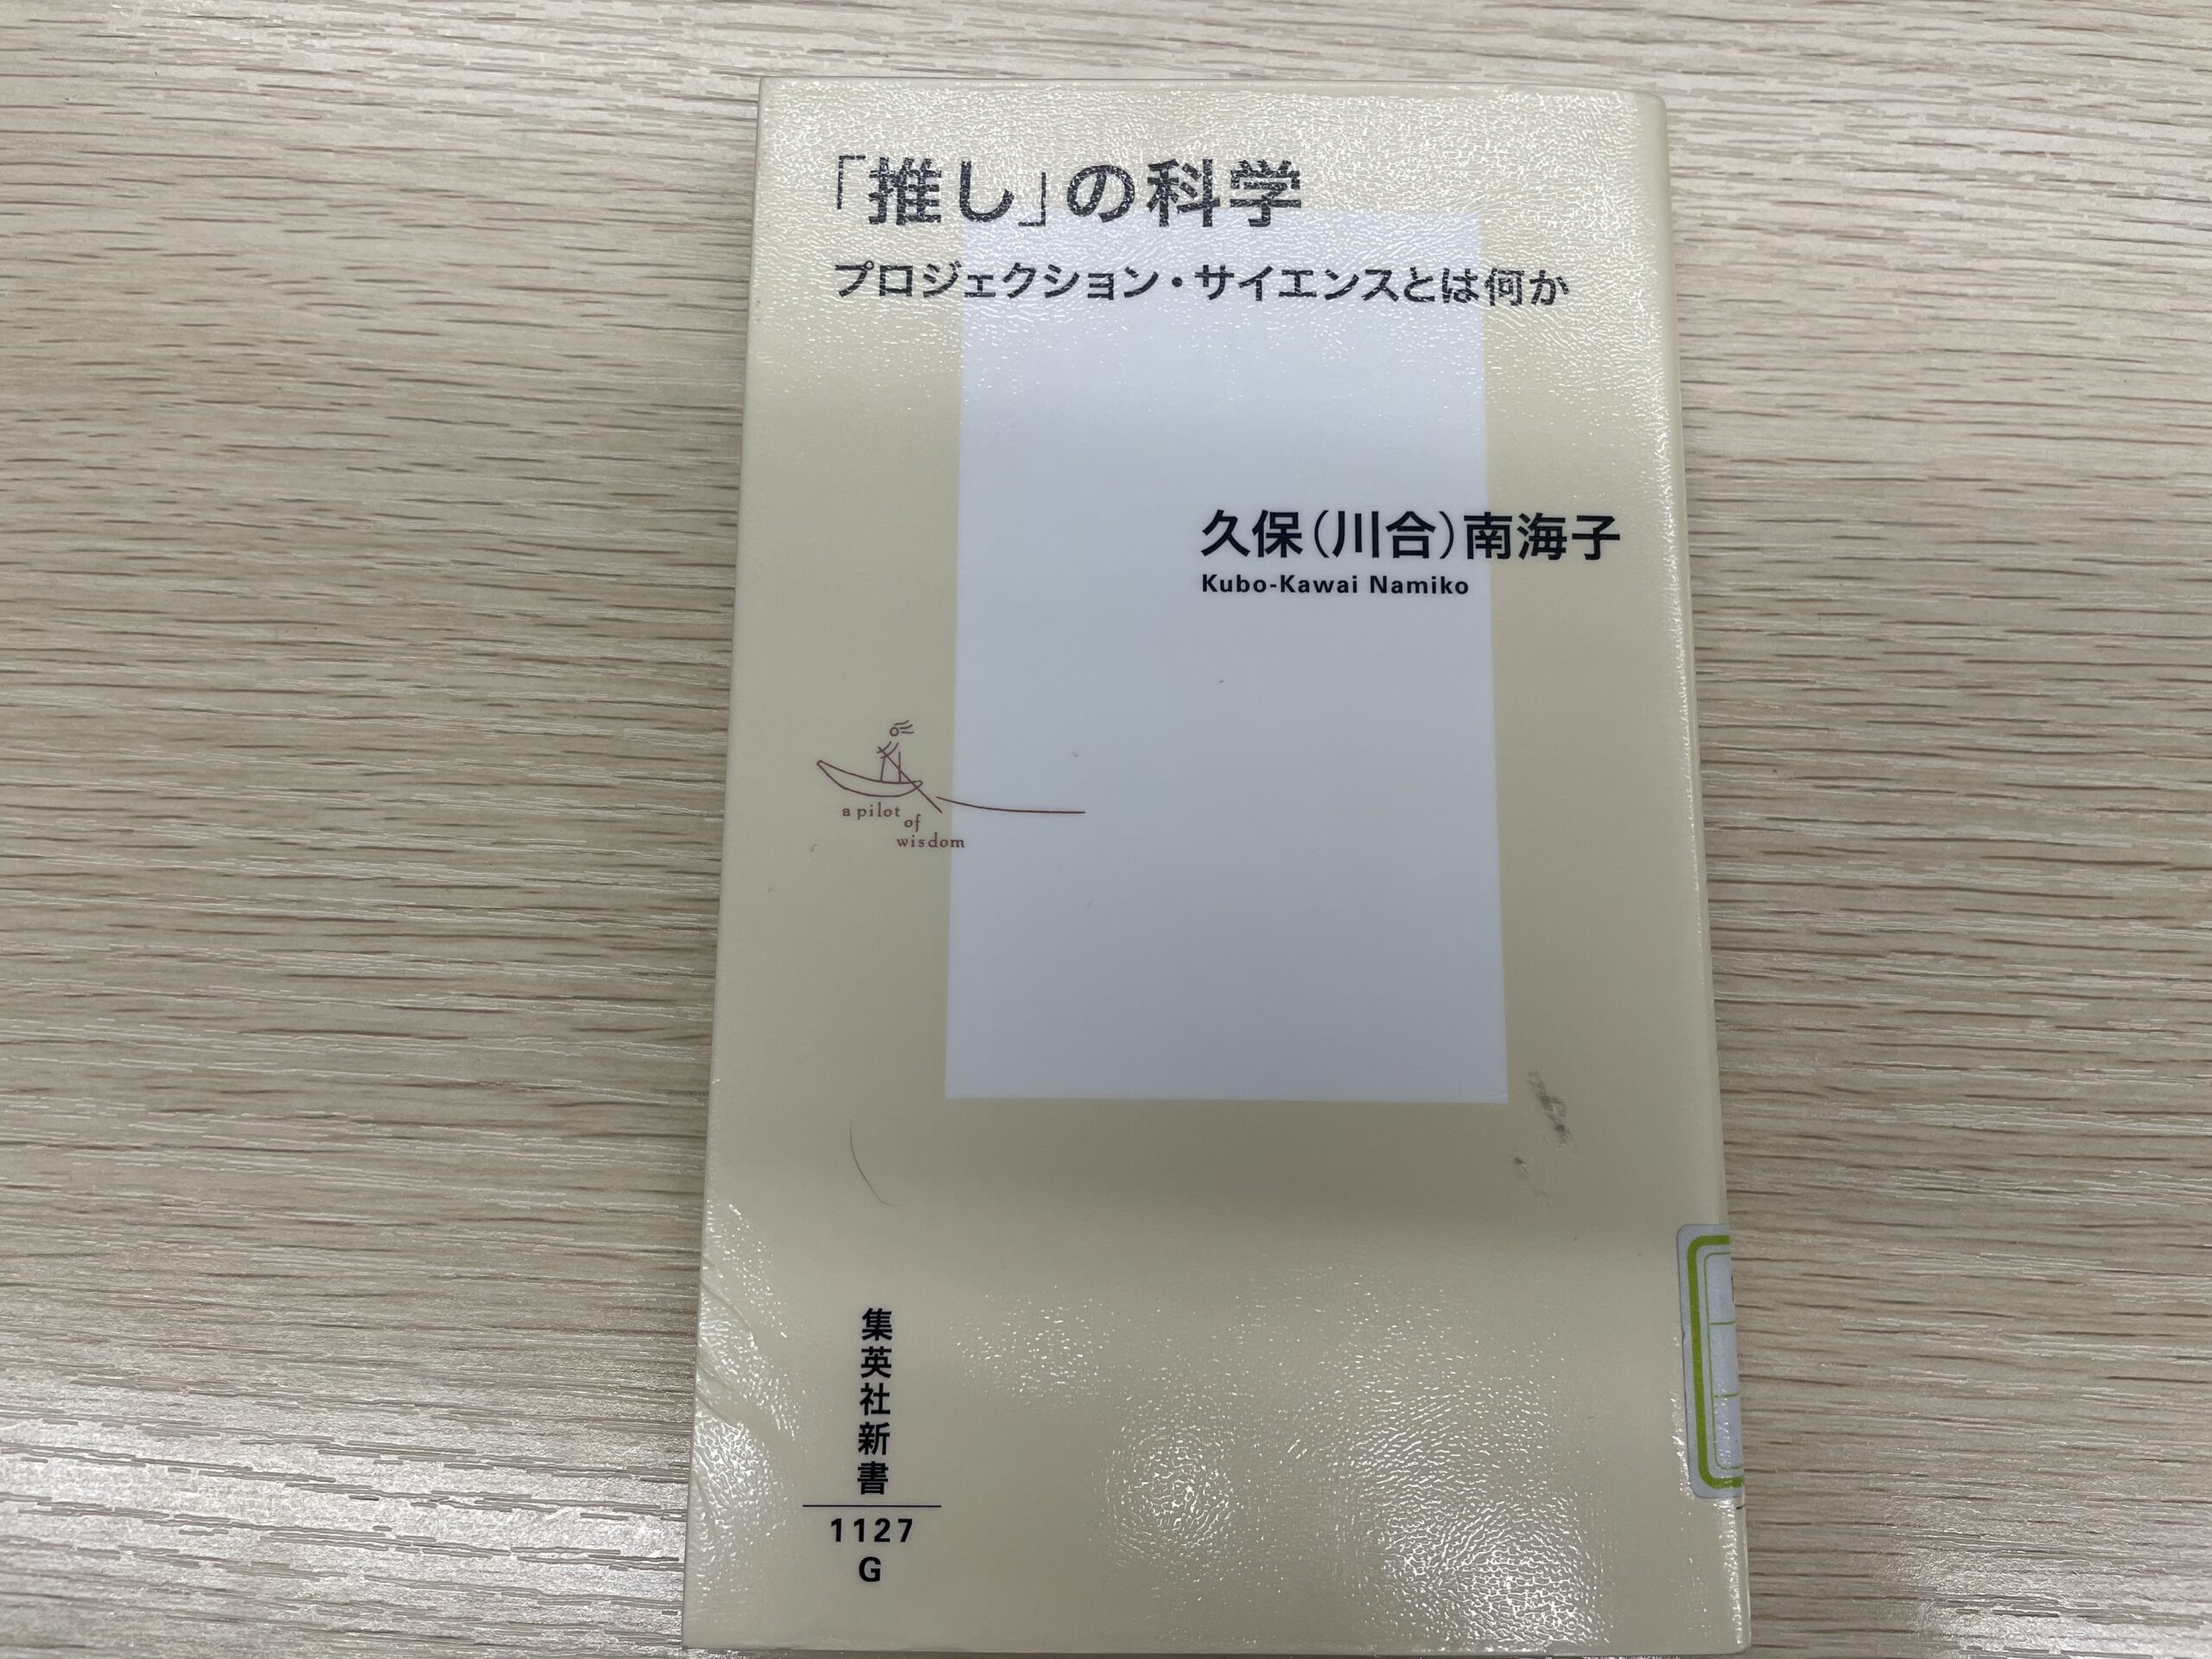 「推し」の科学
プロジェクション・サイエンスとは何か
久保(川合)南海子
Kubo-Kawai Namiko
a pilot
of
wisdom
集英社新書
1127
G